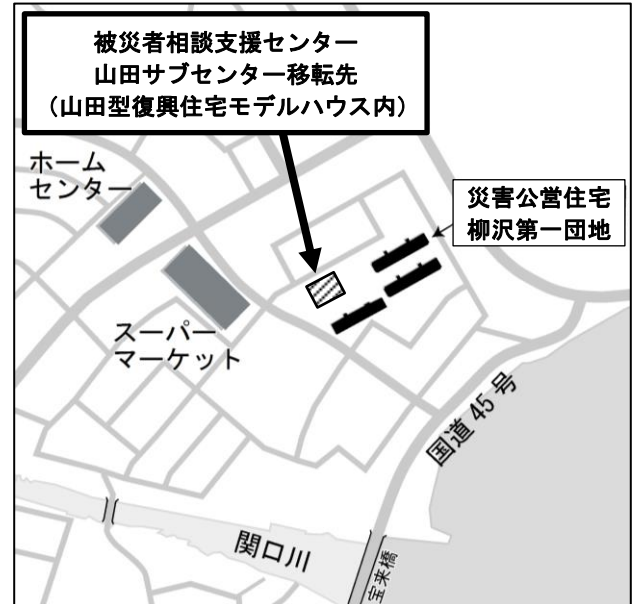 被災者相談支援センター
山田サブセンター移転先
（山田型復興住宅モデルハウス内）
ホーム
センター
災害公営住宅
柳沢第一団地
スーパー
マーケット
国道45号
関口川
宝来橋